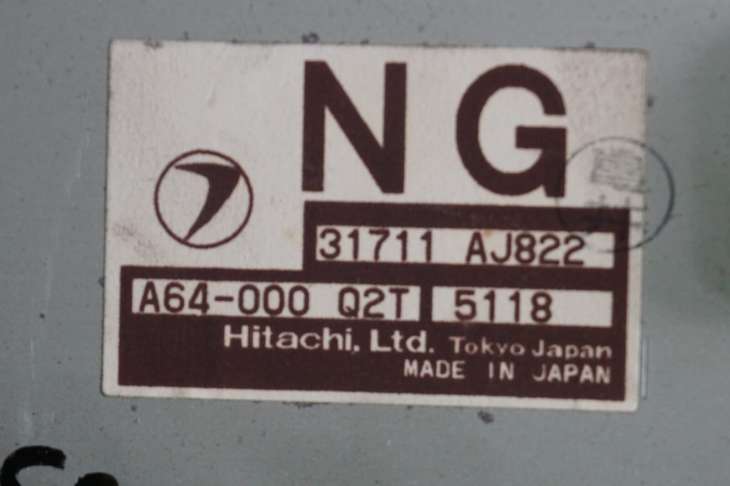 NG
31711 AJ822
A64-000 Q2T 5118
Hitachi, Ltd. Tokyo Japan
MADE IN JAPAN